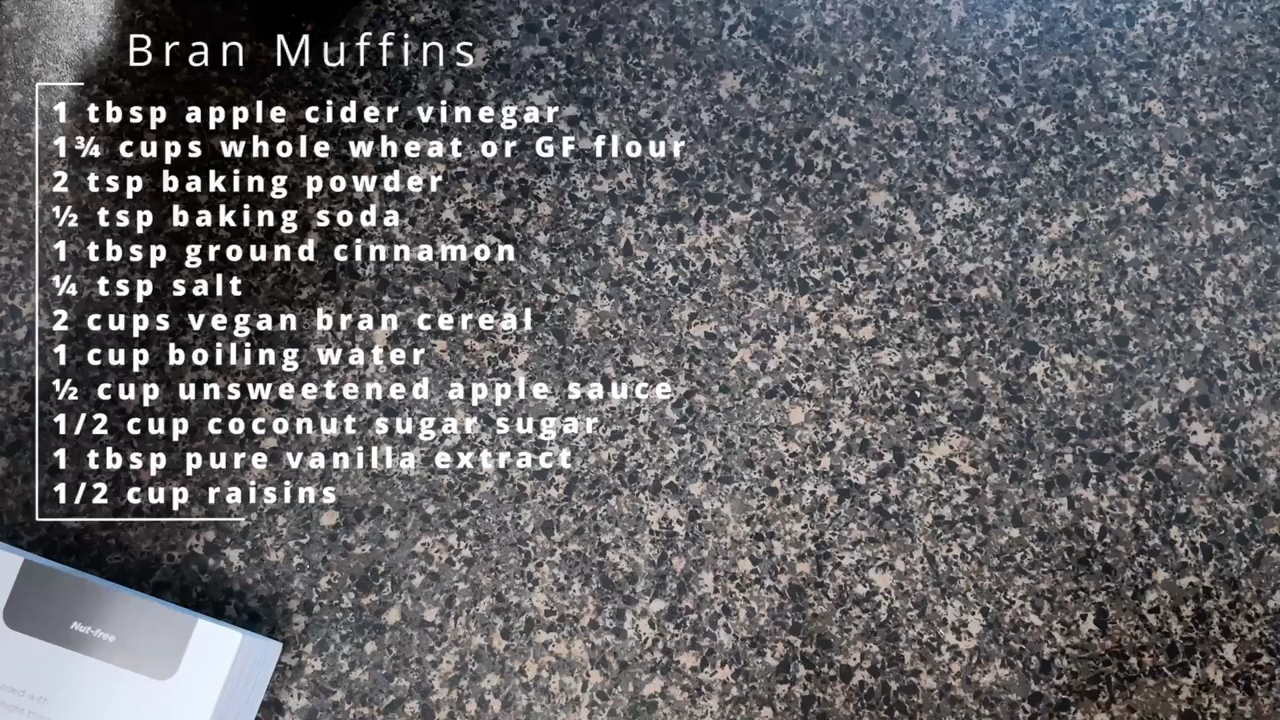 Bran Muffins
1 tbsp apple cider vinegar
1¾ cups whole wheat or GF flour
2 tsp baking powder
½ tsp baking soda
1 tbsp ground cinnamon
¼ tsp salt
2 cups vegan bran cereal
1 cup boiling water
½ cup unsweetened apple sauce
1/2 cup coconut sugar sugar
1 tbsp pure vanilla extract
1/2 cup raisins
Nut-free
with